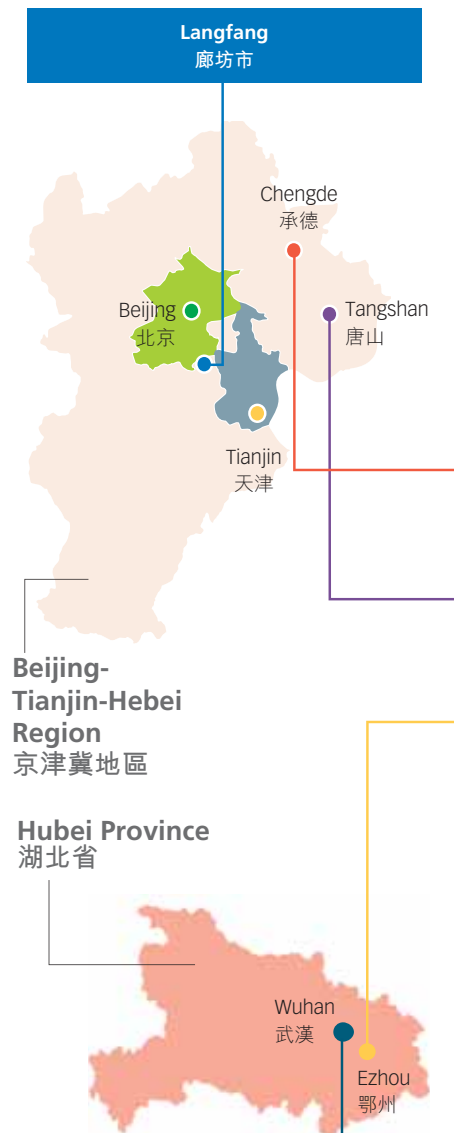 Langfang
廊坊市
Chengde
承德
Beijing
北京
Tangshan
唐山
Tianjin
天津
Beijing-
Tianjin-Hebei
Region
京津冀地區
Hubei Province
湖北省
Wuhan
武漢
Ezhou
鄂州